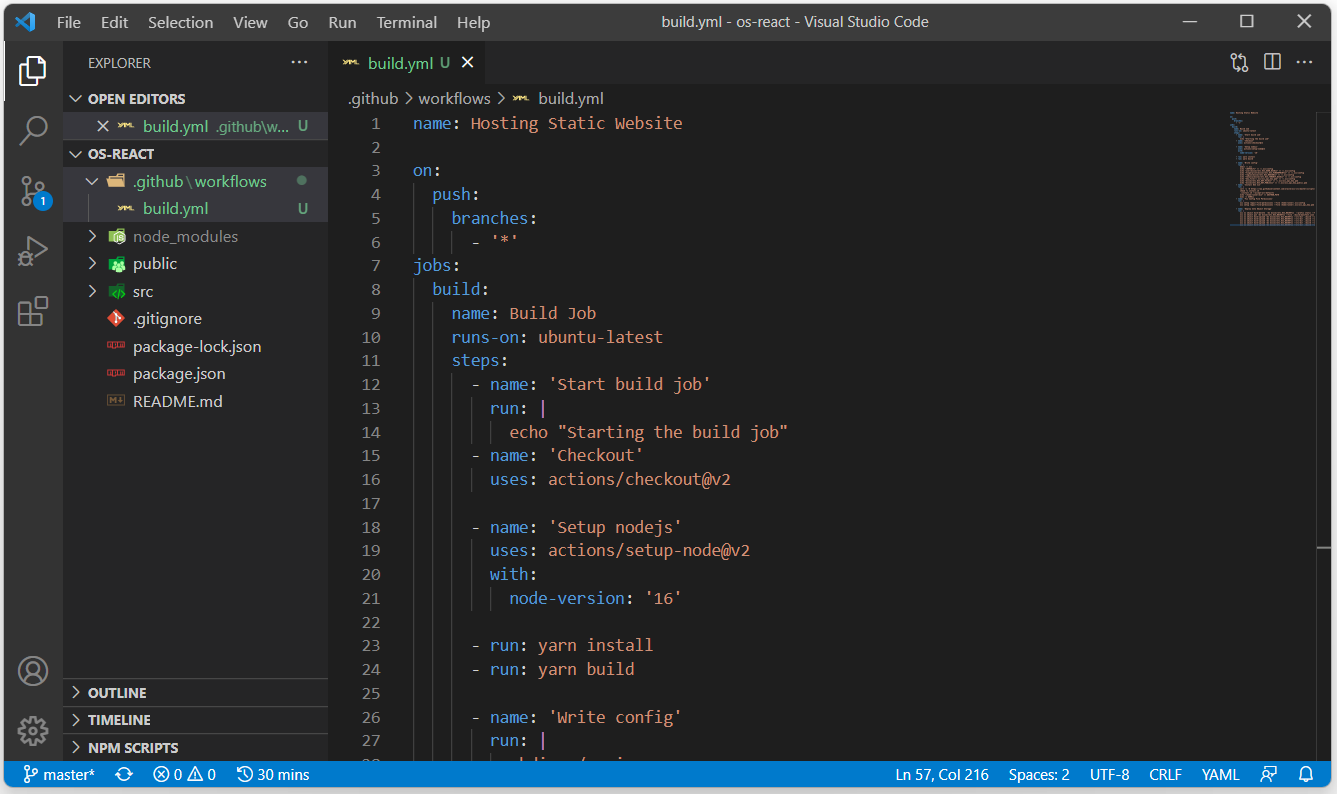 File Edit Selection View Go Run Terminal Help
build.yml - os-react - Visual Studio Code
EXPLORER
OPEN EDITORS
build.yml .github\w... U
OS-REACT
.github\workflows
build.yml U
node_modules
public
src
.gitignore
package-lock.json
package.json
README.md
OUTLINE
TIMELINE
NPM SCRIPTS
1
build.yml U
.github > workflows > build.yml
1 name: Hosting Static Website
2
3 on:
4 push:
5 branches:
6 - '*'
7 jobs:
8 build:
9 name: Build Job
10 runs-on: ubuntu-latest
11 steps:
12 - name: 'Start build job'
13 run: |
14 echo "Starting the build job"
15 - name: 'Checkout'
16 uses: actions/checkout@v2
17
18 - name: 'Setup nodejs'
19 uses: actions/setup-node@v2
20 with:
21 node-version: '16'
22
23 - run: yarn install
24 - run: yarn build
25
26 - name: 'Write config'
27 run: |
master* 0 0 30 mins
Ln 57, Col 216 Spaces: 2 UTF-8 CRLF YAML